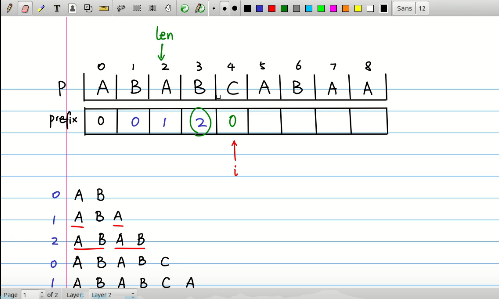 Sans 12
len
0 1 2 3 4 5 6 7 8
P A B A B C A B A A
prefix 0 0 1 2 0
i
0 A B
1 A B A
2 A B A B
0 A B A B C
1 A B A B C A
Page 1 of 2 Layer: Layer 2